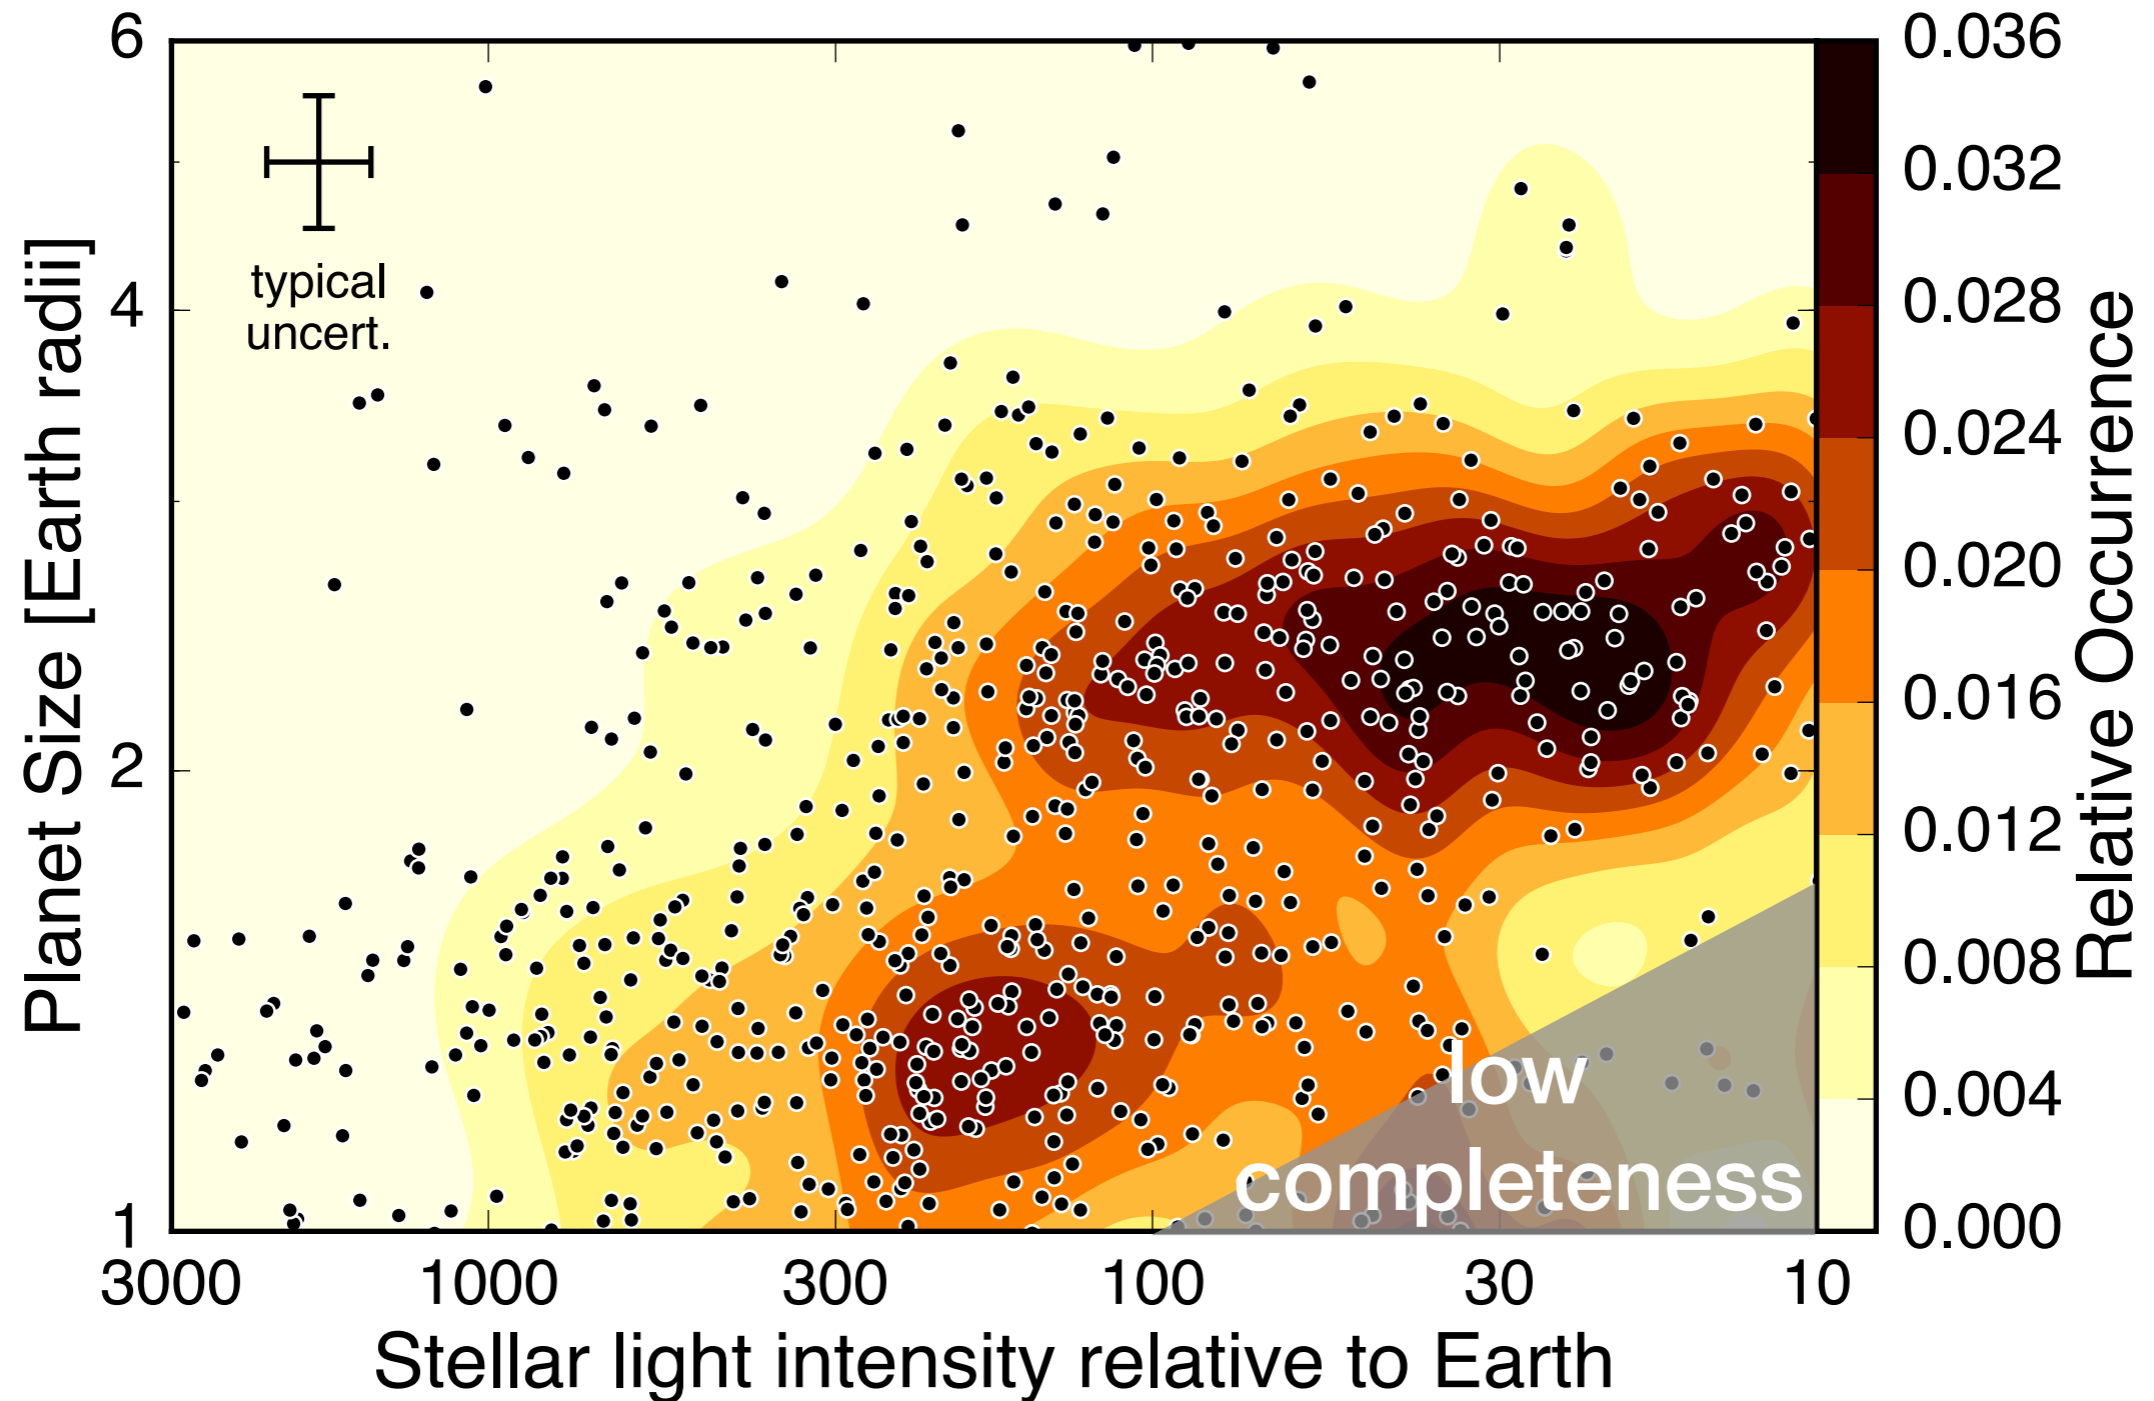 6
4
2
1
Planet Size [Earth radii]
typical
uncert.
low
completeness
3000 1000 300 100 30 10
Stellar light intensity relative to Earth
0.036
0.032
0.028
0.024
0.020
0.016
0.012
0.008
0.004
0.000
Relative Occurrence